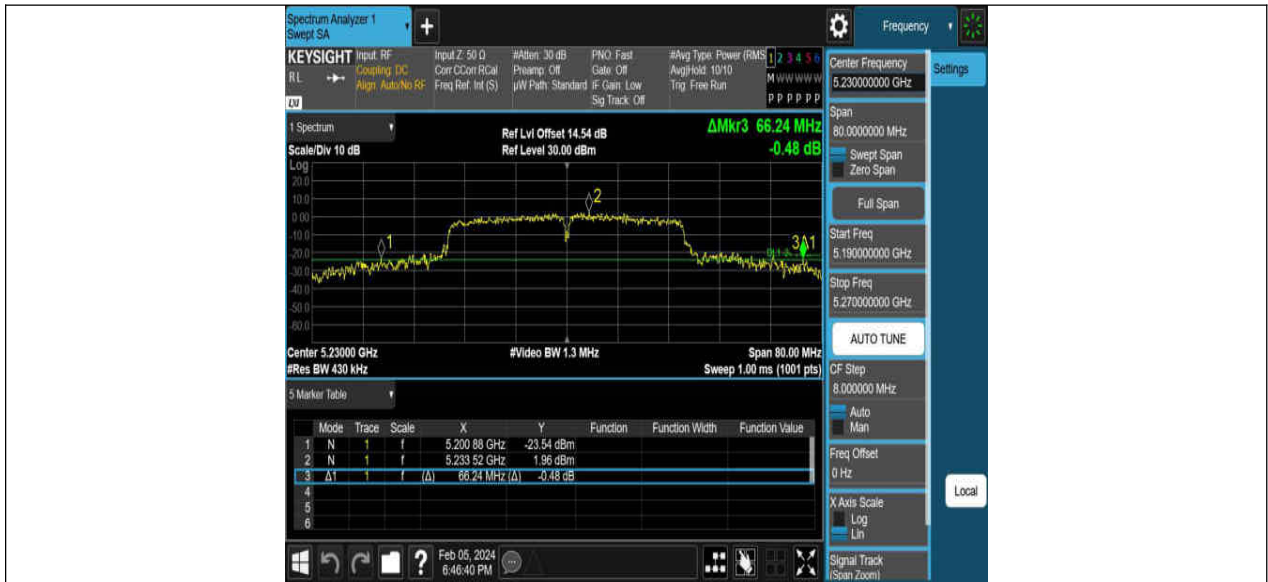 Spectrum Analyzer 1
Swept SA
+
Frequency
KEYSIGHT
RL
Input: RF
Coupling: DC
Align: Auto/No RF
Input Z: 50 Ω
Corr CCorr RCal
Freq Ref: Int (S)
#Atten: 30 dB
Preamp: Off
µW Path: Standard
PNO: Fast
Gate: Off
IF Gain: Low
Sig Track: Off
#Avg Type: Power (RMS
Avg|Hold: 10/10
Trig: Free Run
1 2 3 4 5 6
M W W W W W
P P P P P P
Center Frequency
5.230000000 GHz
Settings
1 Spectrum
Scale/Div 10 dB
Ref Lvl Offset 14.54 dB
Ref Level 30.00 dBm
ΔMkr3 66.24 MHz
-0.48 dB
Span
80.0000000 MHz
Swept Span
Zero Span
Full Span
Start Freq
5.190000000 GHz
Stop Freq
5.270000000 GHz
AUTO TUNE
CF Step
8.000000 MHz
Auto
Man
Freq Offset
0 Hz
X Axis Scale
Log
Lin
Signal Track
(Span Zoom)
Local
Log
20.0
10.0
0.00
-10.0
-20.0
-30.0
-40.0
-50.0
-60.0
1
2
3Δ1
Center 5.23000 GHz
#Video BW 1.3 MHz
Span 80.00 MHz
#Res BW 430 kHz
Sweep 1.00 ms (1001 pts)
5 Marker Table
Mode Trace Scale X Y Function Function Width Function Value
1 N 1 f 5.200 88 GHz -23.54 dBm
2 N 1 f 5.233 52 GHz 1.96 dBm
3 Δ1 1 f (Δ) 66.24 MHz (Δ) -0.48 dB
4
5
6
?
Feb 05, 2024
6:46:40 PM